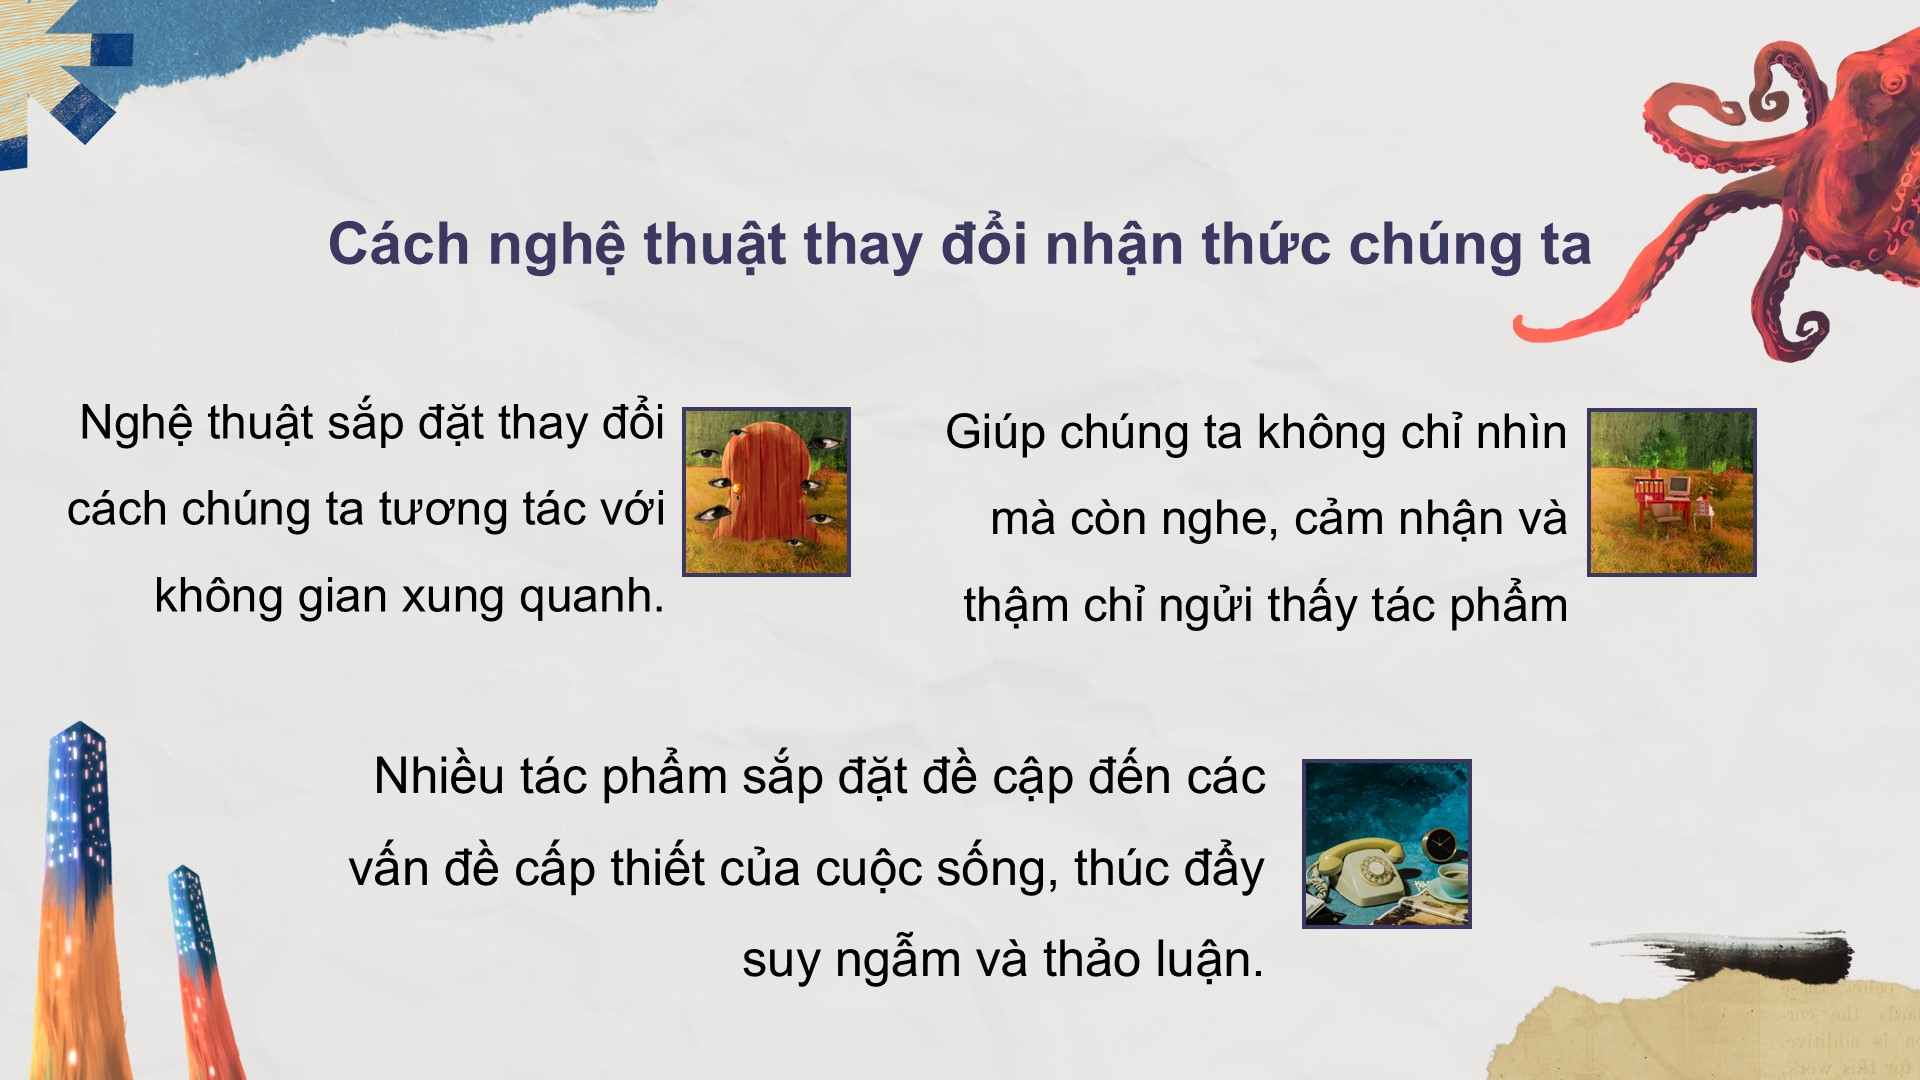 Cách nghệ thuật thay đổi nhận thức chúng ta
Nghệ thuật sắp đặt thay đổi
cách chúng ta tương tác với
không gian xung quanh.
Giúp chúng ta không chỉ nhìn
mà còn nghe, cảm nhận và
thậm chỉ ngửi thấy tác phẩm
Nhiều tác phẩm sắp đặt đề cập đến các
vấn đề cấp thiết của cuộc sống, thúc đẩy
suy ngẫm và thảo luận.